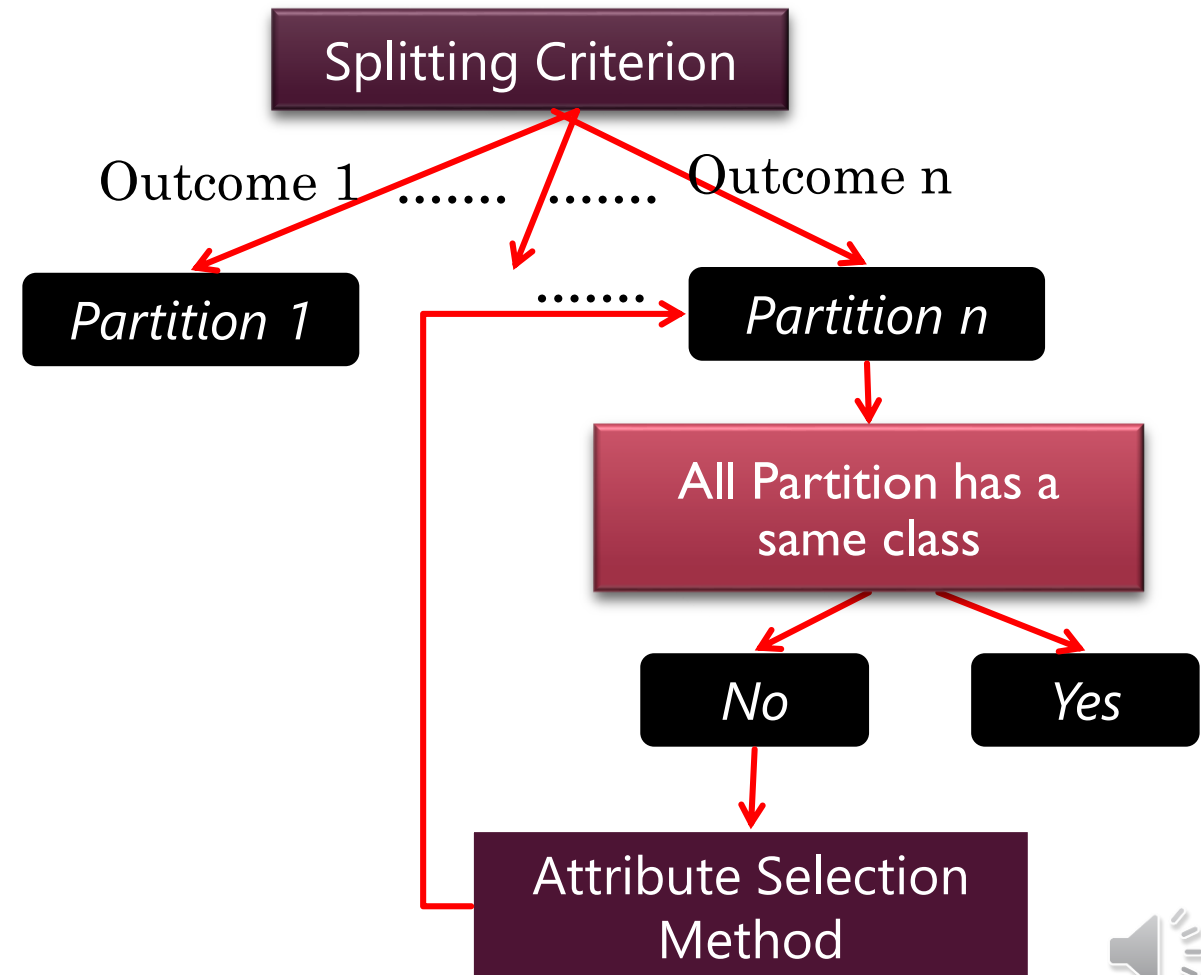 Splitting Criterion
Outcome 1 ....... ....... Outcome n
Partition 1 ....... Partition n
All Partition has a
same class
No Yes
Attribute Selection
Method